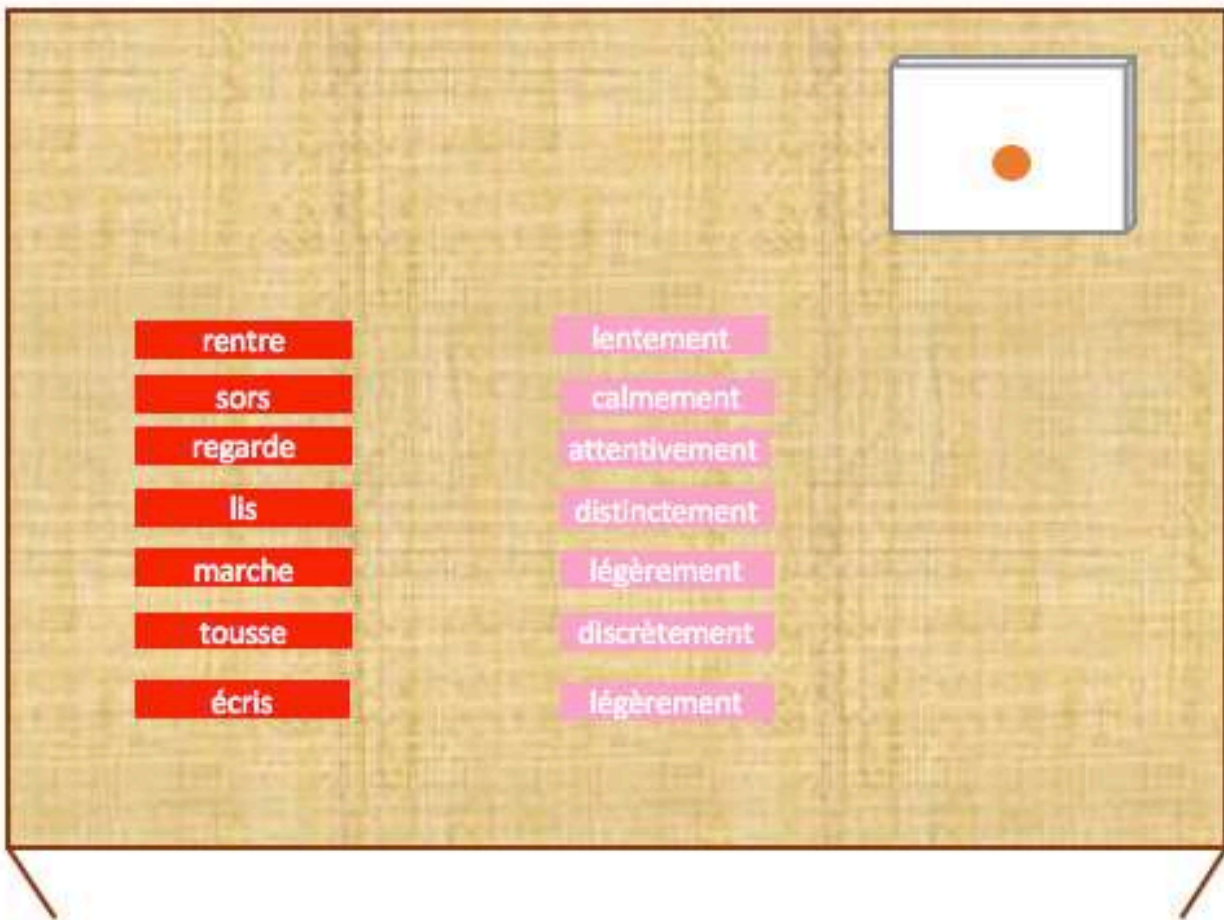 rentre
lentement
sors
calmement
regarde
attentivement
lis
distinctement
marche
légèrement
tousse
discrètement
écris
légèrement